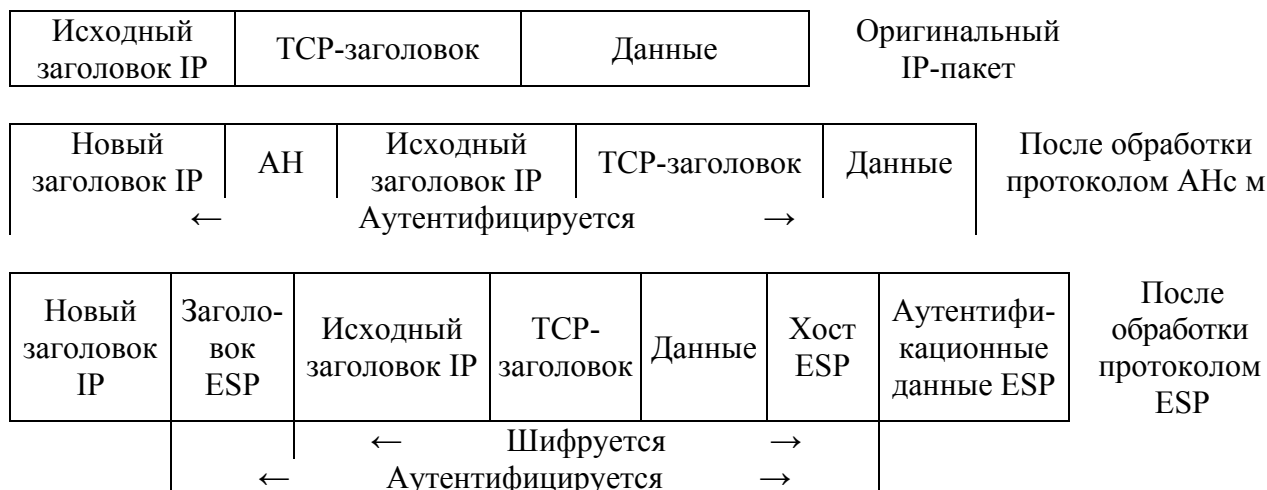 Исходный
заголовок IP
TCP-заголовок
Данные
Оригинальный
IP-пакет
Новый
заголовок IP
AH
Исходный
заголовок IP
TCP-заголовок
Данные
После обработки
протоколом AHс м
← Аутентифицируется →
Новый
заголовок
IP
Заголо-
вок
ESP
Исходный
заголовок IP
TCP-
заголовок
Данные
Хост
ESP
Аутентифи-
кационные
данные ESP
После
обработки
протоколом
ESP
← Шифруется →
← Аутентифицируется →